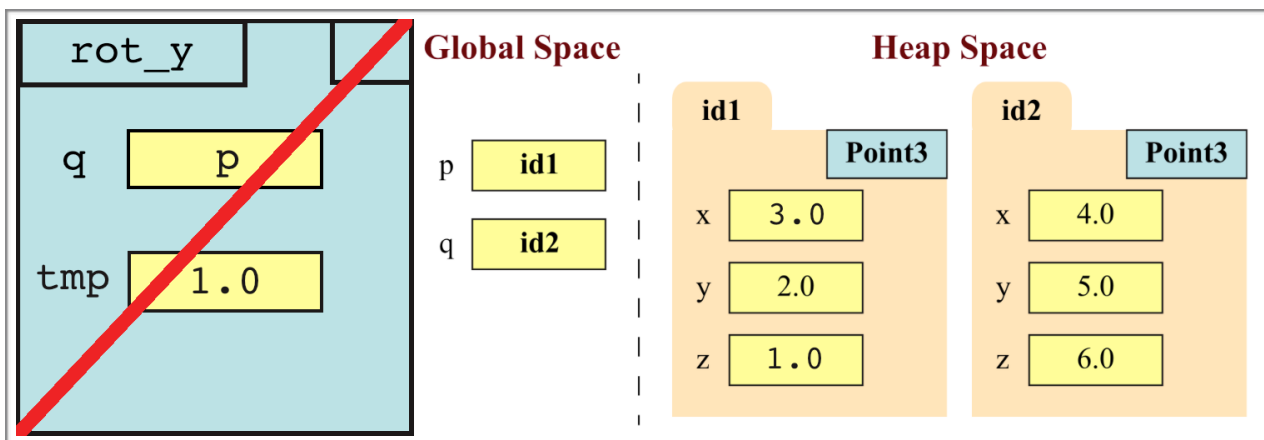 rot_y
q p
tmp 1.0
Global Space
p id1
q id2
Heap Space
id1
Point3
x 3.0
y 2.0
z 1.0
id2
Point3
x 4.0
y 5.0
z 6.0